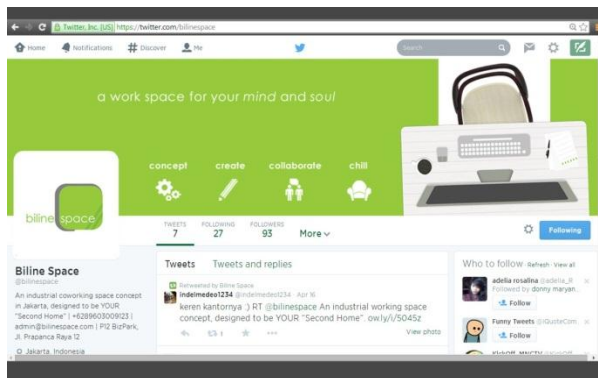 Twitter, Inc. [US] https://twitter.com/bilinespace
Home Notifications Discover Me Search
a work space for your mind and soul
concept create collaborate chill
biline space
TWEETS FOLLOWING FOLLOWERS
7 27 93 More
Following
Biline Space
@bilinespace
An industrial coworking space concept
in Jakarta, designed to be YOUR
"Second Home" | +6289603009123 |
admin@bilinespace.com | P12 BizPark,
Jl. Prapanca Raya 12
Jakarta, Indonesia
Tweets Tweets and replies
Retweeted by Biline Space
indelmedeo1234 @indelmedeo1234 Apr 16
keren kantornya :) RT @bilinespace An industrial working space
concept, designed to be YOUR "Second Home". ow.ly/i/5045z
View photo
Who to follow · Refresh · View all
adelia rosalina @adelia_R
Followed by donny maryan...
Follow
Funny Tweets @iQuoteCom..
Follow
KickOff_MNCTV